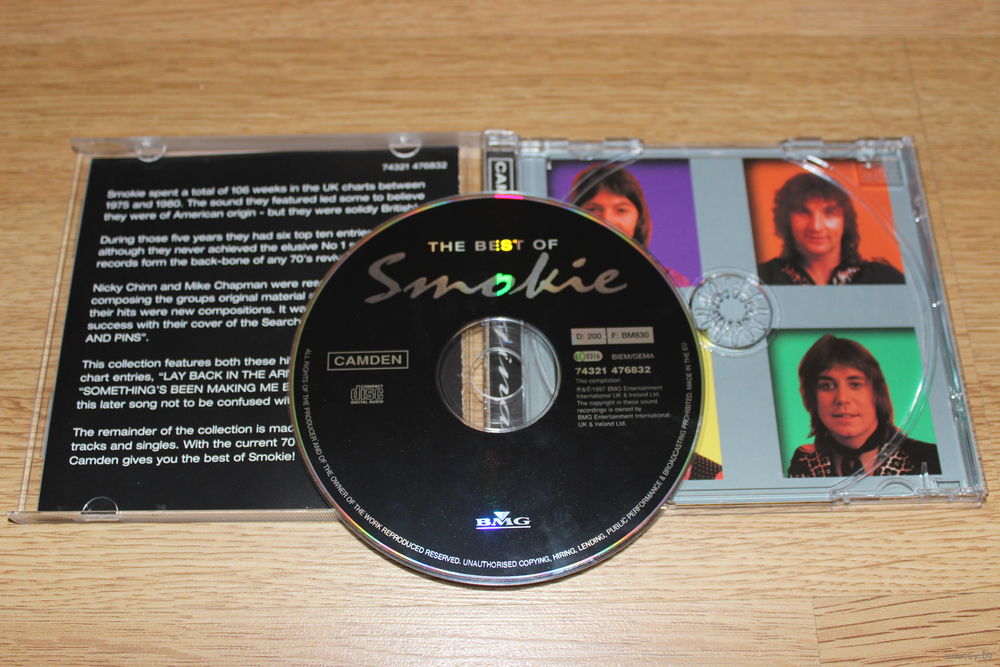 74321 476832
Smokie spent a total of 106 weeks in the UK charts between
1975 and 1980. The sound they featured led some to believe
they were of American origin - but they were solidly British!
During those five years they had six top ten entries
although they never achieved the elusive No 1
records form the back-bone of any 70's
Nicky Chinn and Mike Chapman were
composing the groups original material
their hits were new compositions. It was
success with their cover of the
AND PINS".
This collection features both these
chart entries, "LAY BACK IN THE
"SOMETHING'S BEEN MAKING ME
this later song not to be confused
The remainder of the collection is
tracks and singles. With the current 70
Camden gives you the best of Smokie!
THE BEST OF
Smokie
CAMDEN
COMPACT
disc
DIGITAL AUDIO
D: 200
F: BM830
LC 0316
BIEM/GEMA
74321 476832
This compilation
℗&©1997 BMG Entertainment
International UK & Ireland Ltd.
The copyright in these sound
recordings is owned by
BMG Entertainment International
UK & Ireland Ltd.
BMG
ALL RIGHTS OF THE PRODUCER AND OF THE OWNER OF THE WORK REPRODUCED RESERVED. UNAUTHORISED COPYING, HIRING, LENDING, PUBLIC PERFORMANCE & BROADCASTING PROHIBITED. MADE IN THE EU.
www.ay.by